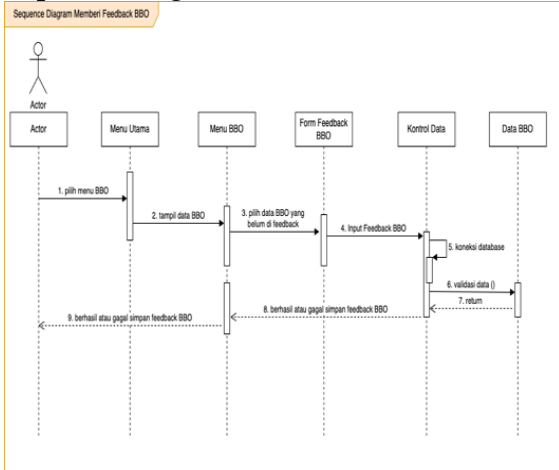 Sequence Diagram Memberi Feedback BBO
Actor
Actor
Menu Utama
Menu BBO
Form Feedback
BBO
Kontrol Data
Data BBO
1. pilih menu BBO
2. tampil data BBO
3. pilih data BBO yang
belum di feedback
4. Input Feedback BBO
5. koneksi database
6. validasi data ()
7. return
8. berhasil atau gagal simpan feedback BBO
9. berhasil atau gagal simpan feedback BBO